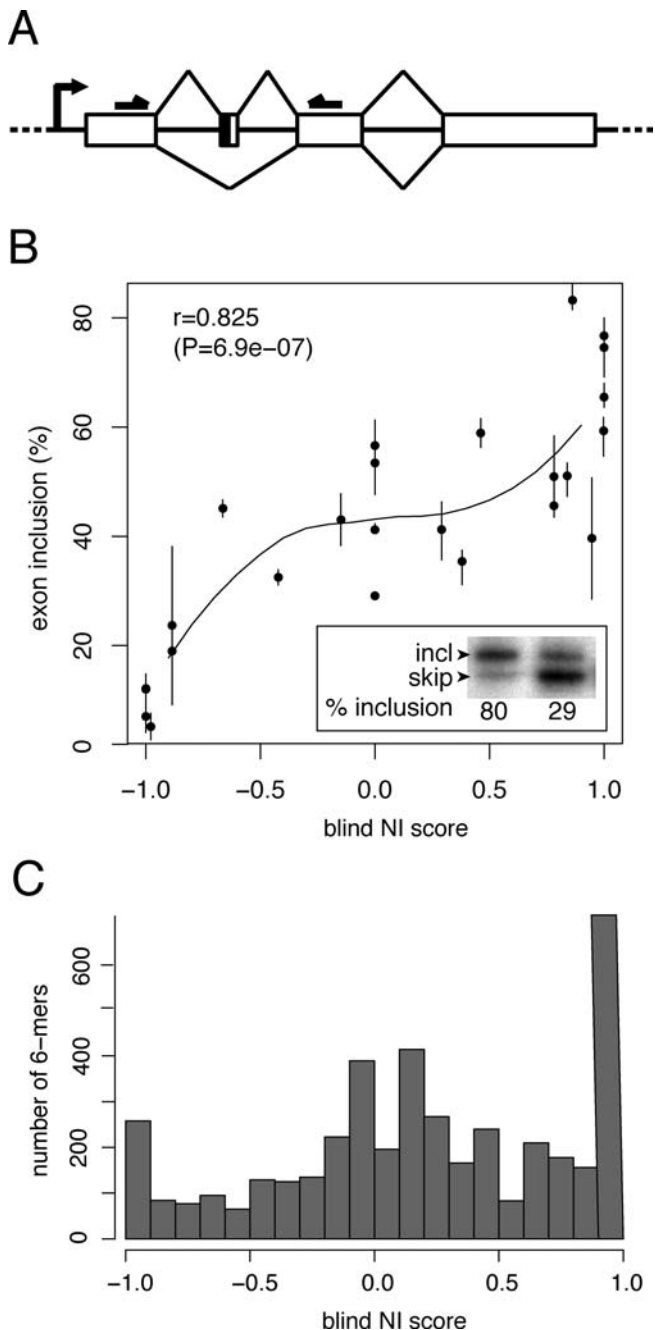 A
B
80
60
40
20
0
exon inclusion (%)
r=0.825
(P=6.9e−07)
incl
skip
% inclusion 80 29
−1.0 −0.5 0.0 0.5 1.0
blind NI score
C
600
400
200
0
number of 6-mers
−1.0 −0.5 0.0 0.5 1.0
blind NI score